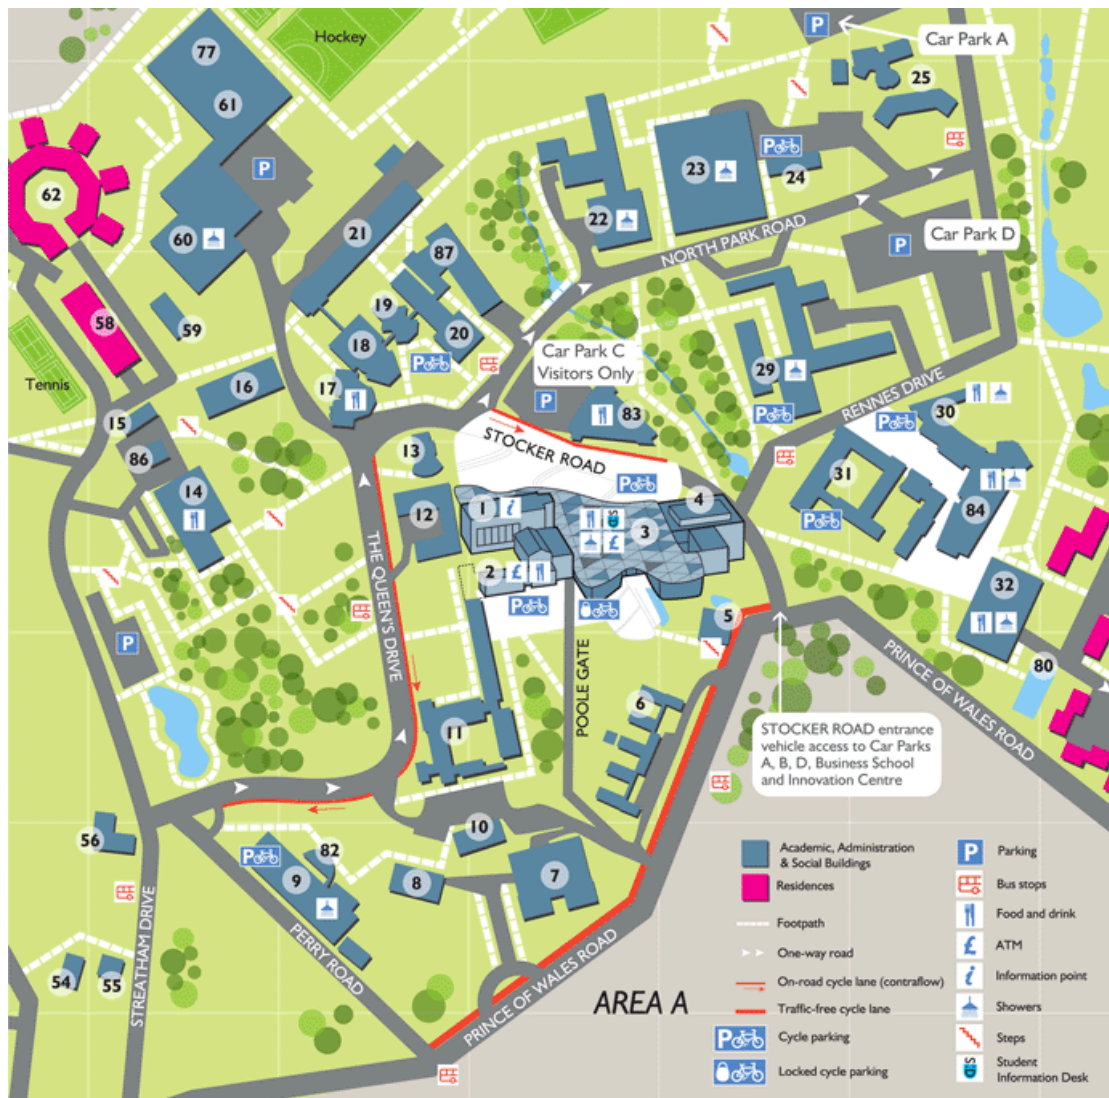 Hockey
Car Park A
77
61
25
62
23
24
60
22
21
87
Car Park D
NORTH PARK ROAD
58
59
19
18
20
Car Park C
Visitors Only
Tennis
16
17
29
RENNES DRIVE
15
83
30
86
13
STOCKER ROAD
31
14
12
1
4
3
84
2
32
THE QUEEN'S DRIVE
5
POOLE GATE
80
PRINCE OF WALES ROAD
6
11
STOCKER ROAD entrance
vehicle access to Car Parks
A, B, D, Business School
and Innovation Centre
56
10
82
9
8
7
STREATHAM DRIVE
PERRY ROAD
PRINCE OF WALES ROAD
54
55
AREA A
Academic, Administration
& Social Buildings
Residences
Footpath
One-way road
On-road cycle lane (contraflow)
Traffic-free cycle lane
P Cycle parking
Locked cycle parking
P Parking
Bus stops
Food and drink
£ ATM
i Information point
Showers
Steps
SiD Student
Information Desk